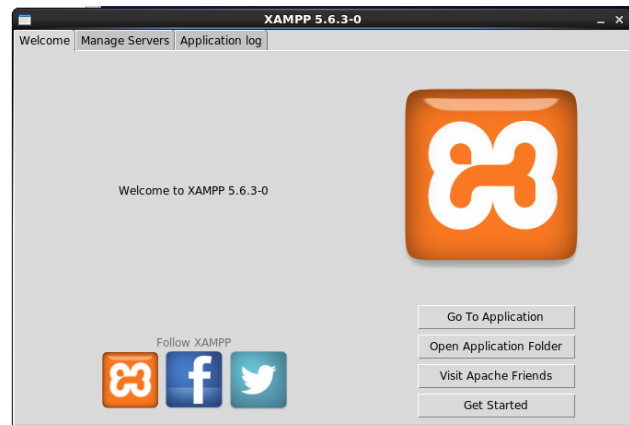 XAMPP 5.6.3-0
Welcome Manage Servers Application log
Welcome to XAMPP 5.6.3-0
Go To Application
Open Application Folder
Visit Apache Friends
Get Started
Follow XAMPP